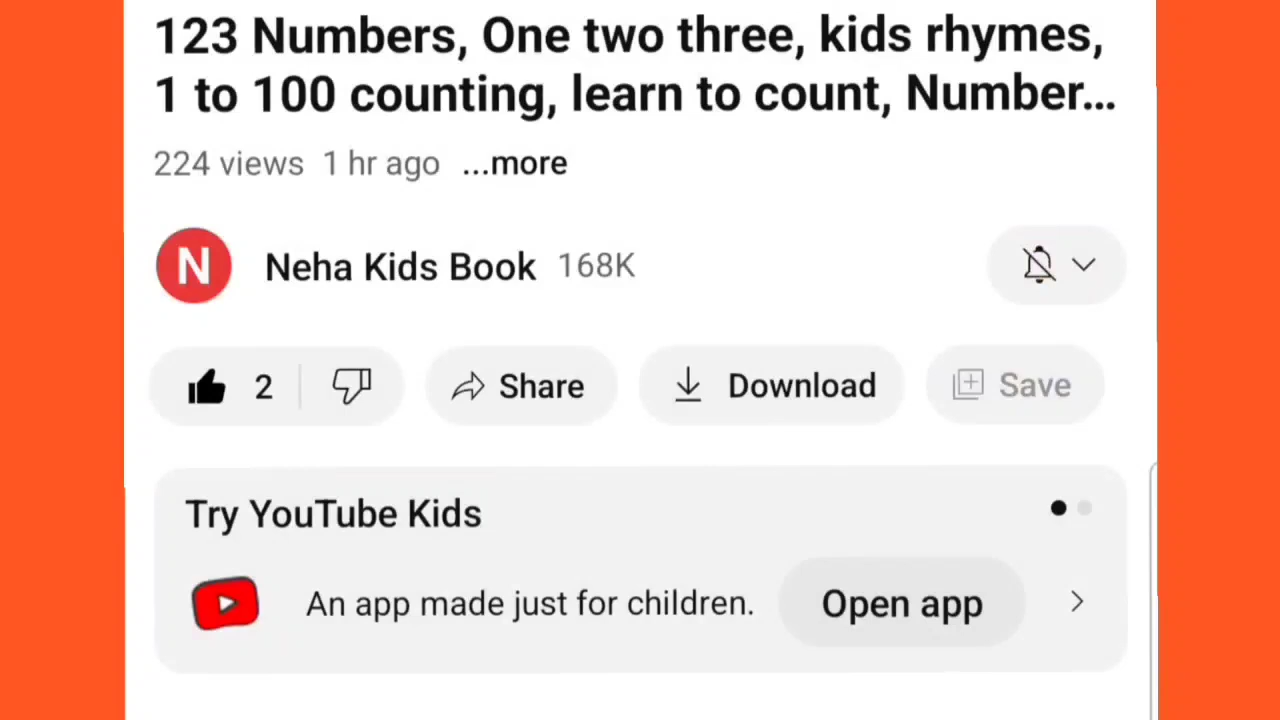 123 Numbers, One two three, kids rhymes,
1 to 100 counting, learn to count, Number...
224 views 1 hr ago ...more
N Neha Kids Book 168K
2 Share Download Save
Try YouTube Kids
An app made just for children. Open app